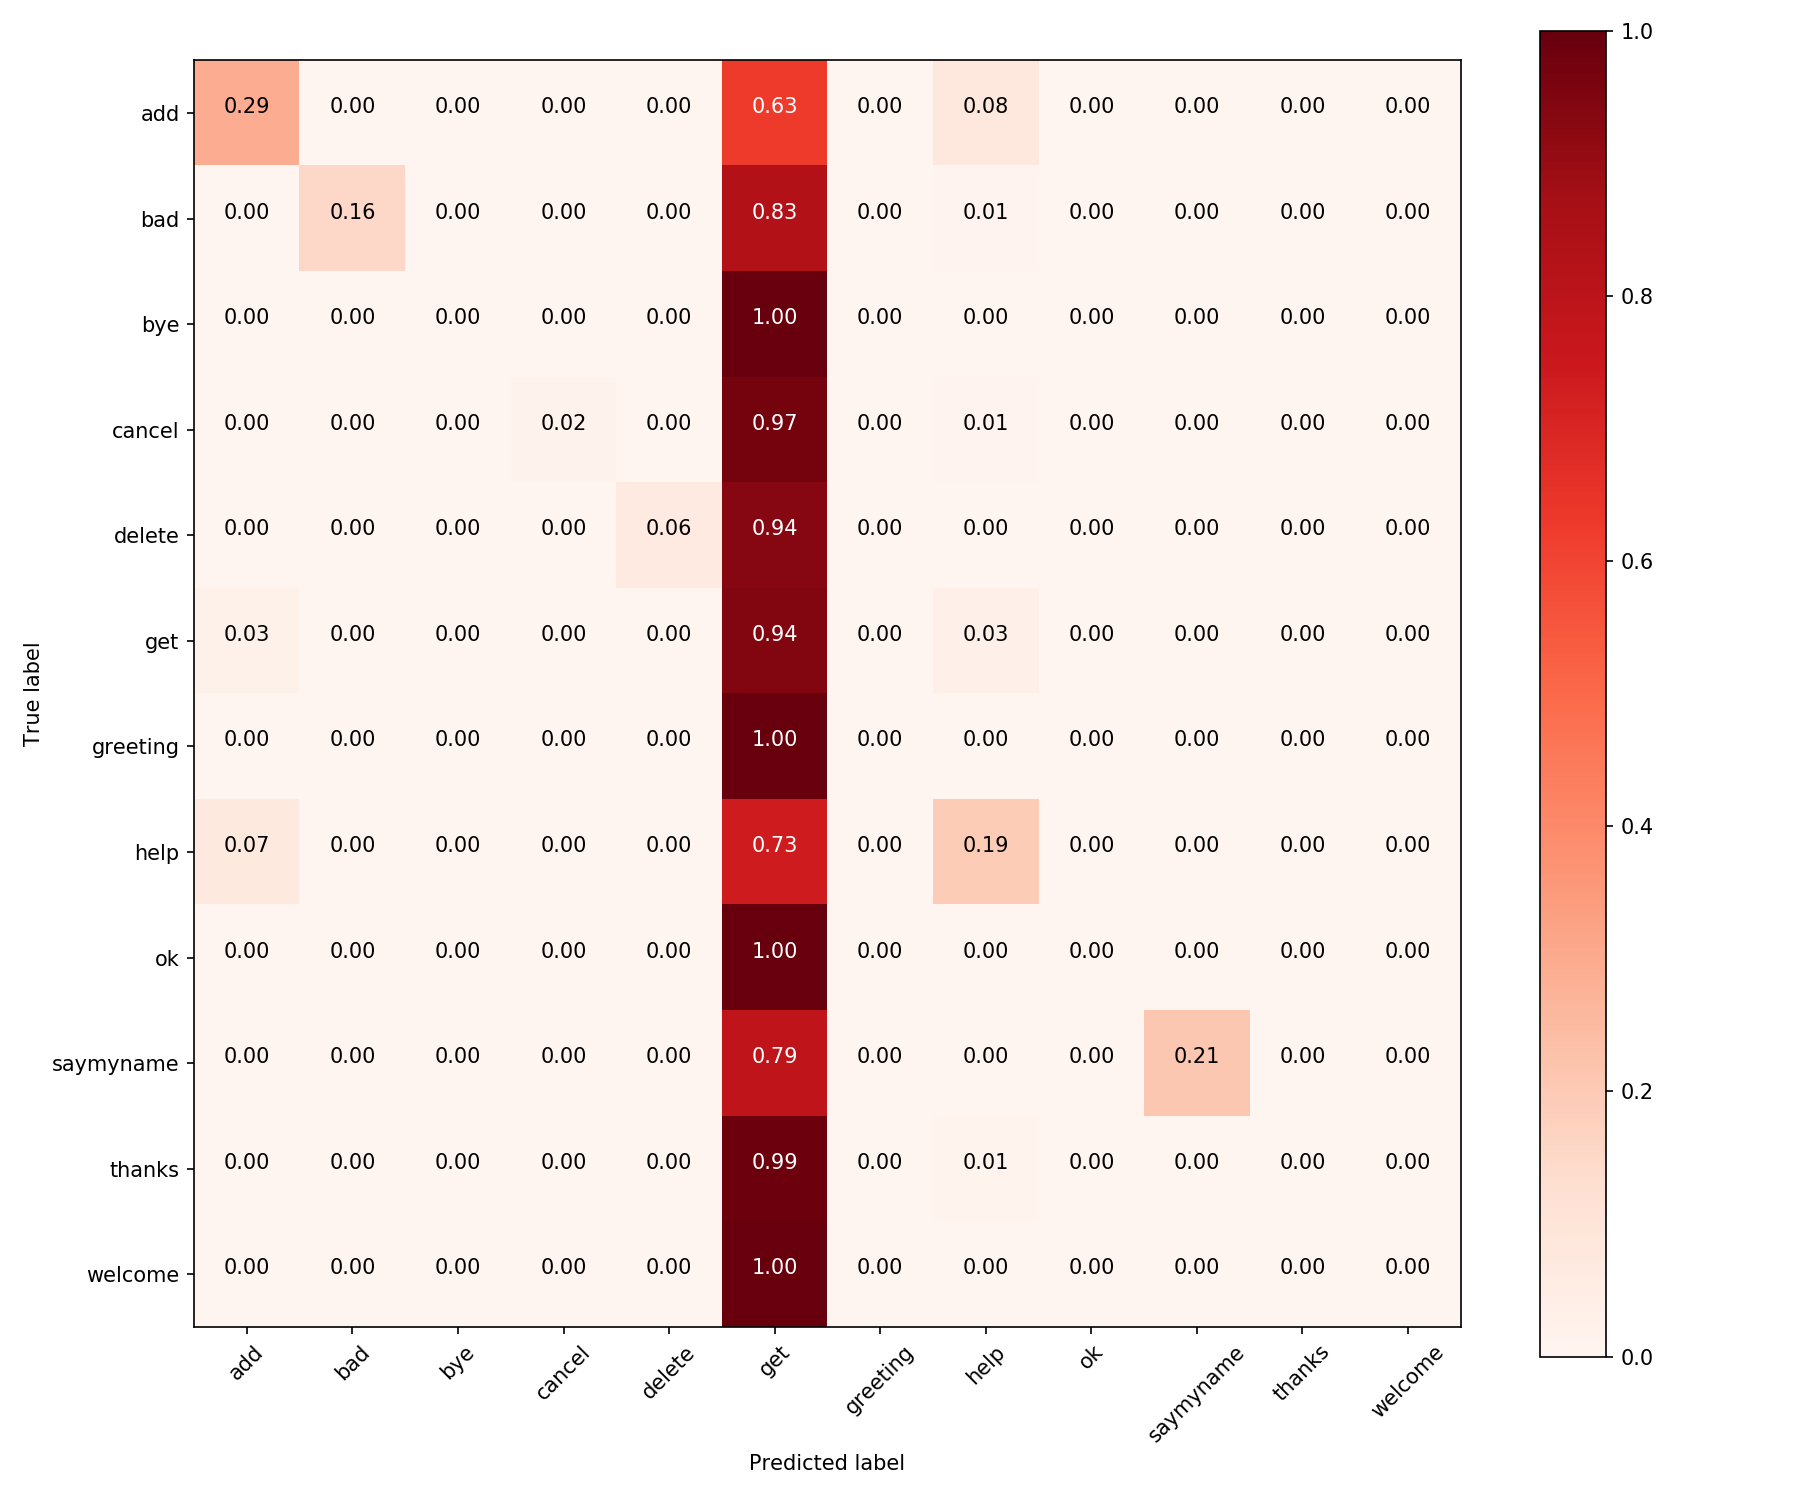 add 0.29 0.00 0.00 0.00 0.00 0.63 0.00 0.08 0.00 0.00 0.00 0.00
bad 0.00 0.16 0.00 0.00 0.00 0.83 0.00 0.01 0.00 0.00 0.00 0.00
bye 0.00 0.00 0.00 0.00 0.00 1.00 0.00 0.00 0.00 0.00 0.00 0.00
cancel 0.00 0.00 0.00 0.02 0.00 0.97 0.00 0.01 0.00 0.00 0.00 0.00
delete 0.00 0.00 0.00 0.00 0.06 0.94 0.00 0.00 0.00 0.00 0.00 0.00
get 0.03 0.00 0.00 0.00 0.00 0.94 0.00 0.03 0.00 0.00 0.00 0.00
greeting 0.00 0.00 0.00 0.00 0.00 1.00 0.00 0.00 0.00 0.00 0.00 0.00
help 0.07 0.00 0.00 0.00 0.00 0.73 0.00 0.19 0.00 0.00 0.00 0.00
ok 0.00 0.00 0.00 0.00 0.00 1.00 0.00 0.00 0.00 0.00 0.00 0.00
saymyname 0.00 0.00 0.00 0.00 0.00 0.79 0.00 0.00 0.00 0.21 0.00 0.00
thanks 0.00 0.00 0.00 0.00 0.00 0.99 0.00 0.01 0.00 0.00 0.00 0.00
welcome 0.00 0.00 0.00 0.00 0.00 1.00 0.00 0.00 0.00 0.00 0.00 0.00
add bad bye cancel delete get greeting help ok saymyname thanks welcome
True label
Predicted label
1.0
0.8
0.6
0.4
0.2
0.0